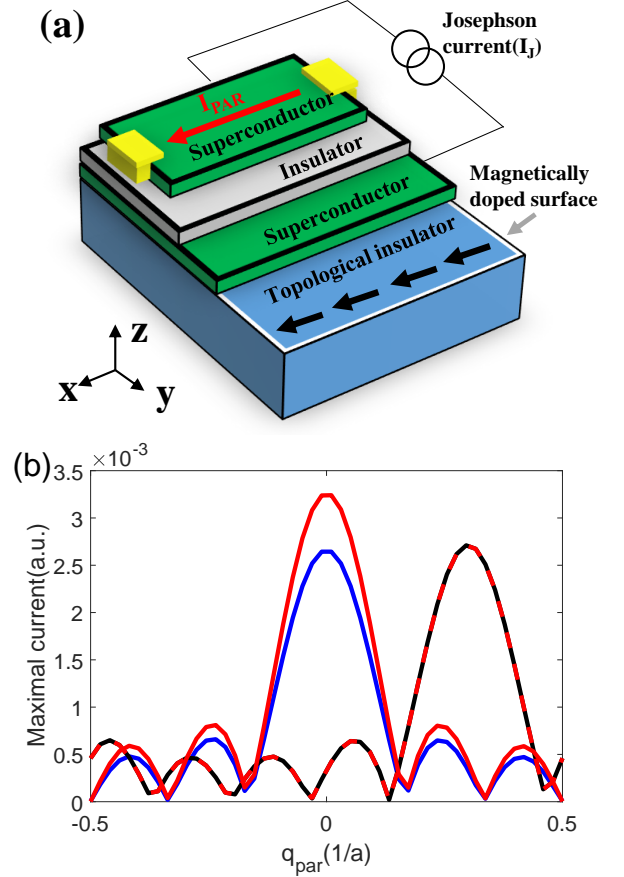 (a)
Josephson
current(I_J)
I_PAR
Superconductor
Insulator
Magnetically
doped surface
Superconductor
Topological insulator
z
x
y
(b)
×10^-3
3.5
3
2.5
2
1.5
1
0.5
0
Maximal current(a.u.)
-0.5
0
0.5
q_par(1/a)